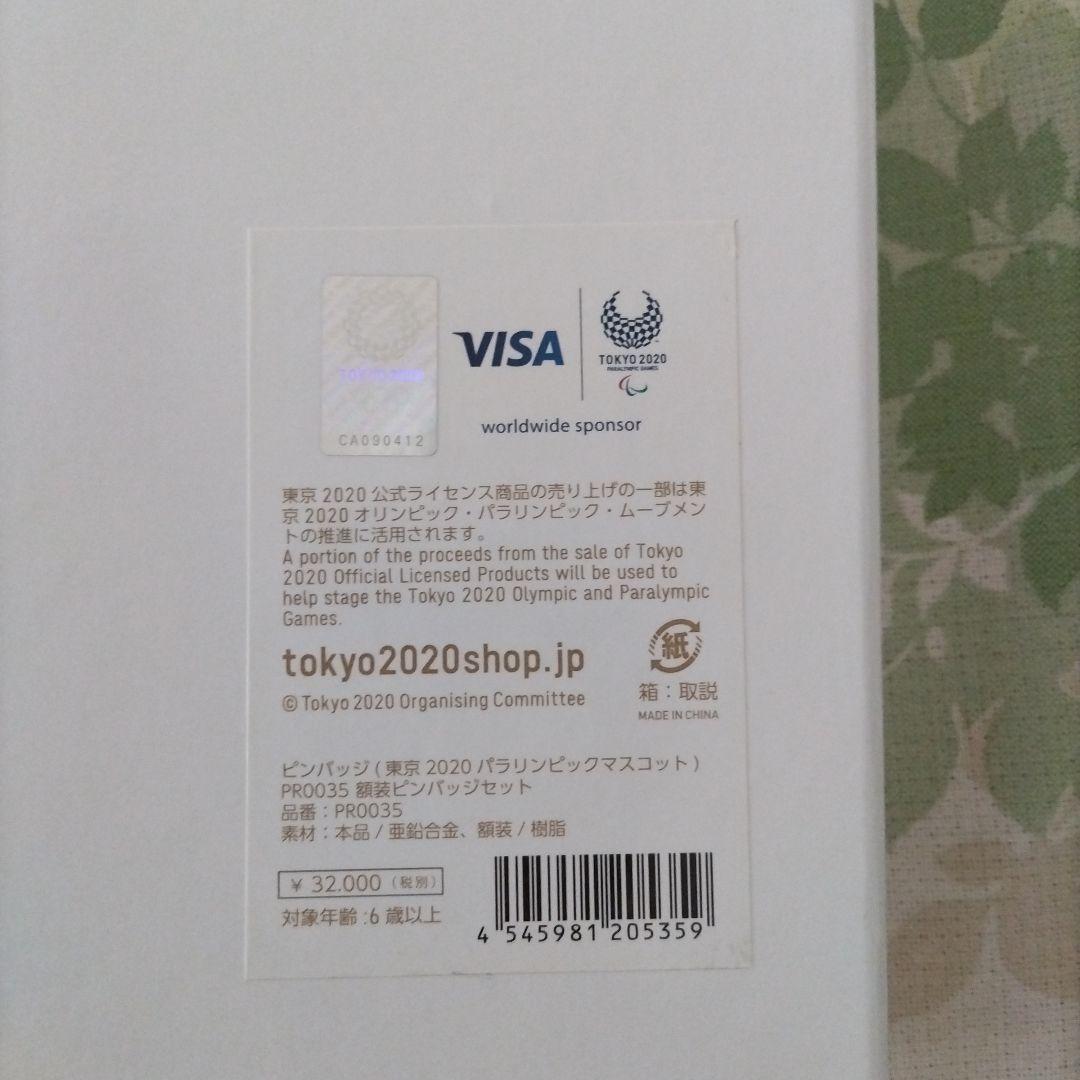 TOKYO 2020
CA090412
VISA
TOKYO 2020
PARALYMPIC GAMES
worldwide sponsor
東京 2020 公式ライセンス商品の売り上げの一部は東
京 2020 オリンピック・パラリンピック・ムーブメン
トの推進に活用されます。
A portion of the proceeds from the sale of Tokyo
2020 Official Licensed Products will be used to
help stage the Tokyo 2020 Olympic and Paralympic
Games.
tokyo2020shop.jp
© Tokyo 2020 Organising Committee
紙
箱：取説
MADE IN CHINA
ピンバッジ ( 東京 2020 パラリンピックマスコット )
PR0035 額装ピンバッジセット
品番：PR0035
素材：本品 / 亜鉛合金、額装 / 樹脂
¥ 32.000 （税別）
対象年齢 :6 歳以上
4 545981 205359